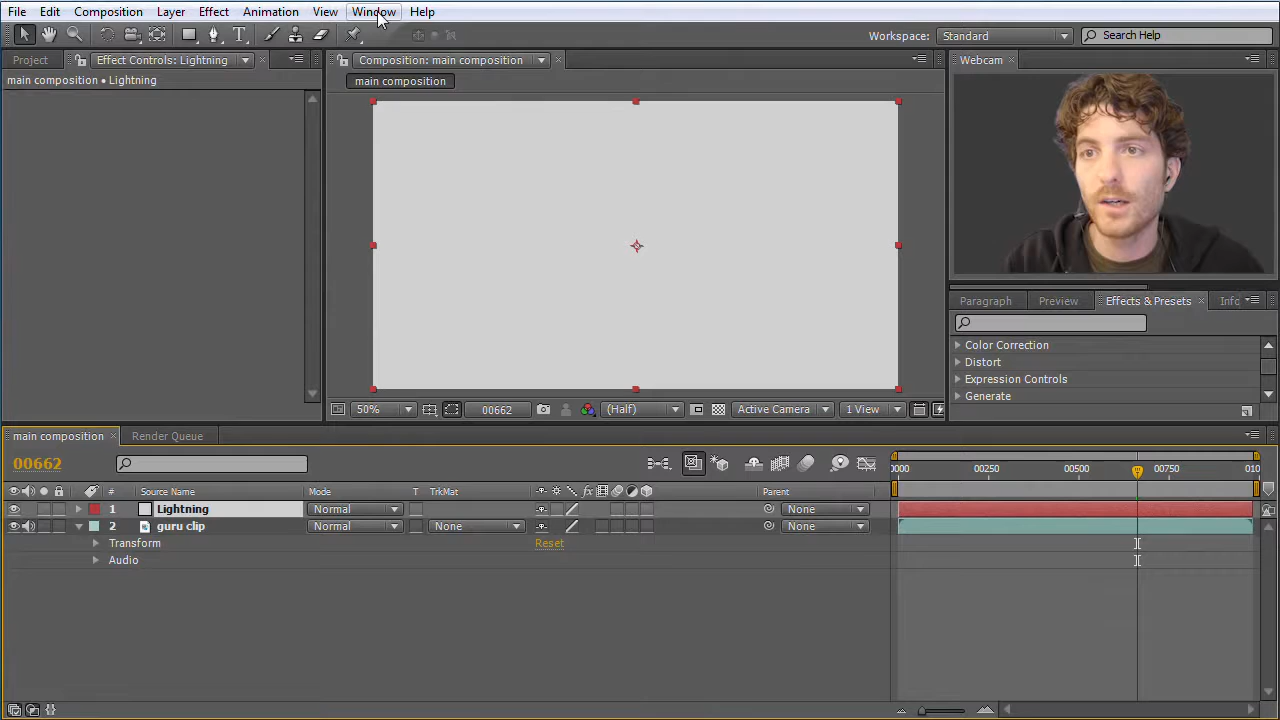 File Edit Composition Layer Effect Animation View Window Help
Workspace: Standard Search Help
Project Effect Controls: Lightning Composition: main composition Webcam
main composition • Lightning main composition
Paragraph Preview Effects & Presets Info
Color Correction
Distort
Expression Controls
Generate
50% 00662 (Half) Active Camera 1 View
main composition Render Queue
00662
0000 00250 00500 00750 010
# Source Name Mode T TrkMat fx Parent
1 Lightning Normal None
2 guru clip Normal None None
Transform Reset
Audio